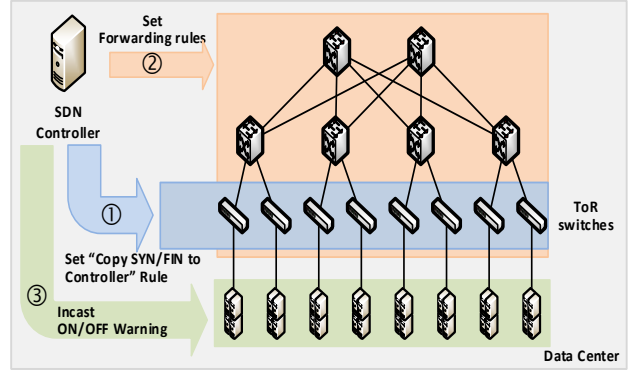 Set
Forwarding rules
②
SDN
Controller
①
ToR
switches
Set “Copy SYN/FIN to
Controller” Rule
③
Incast
ON/OFF Warning
Data Center